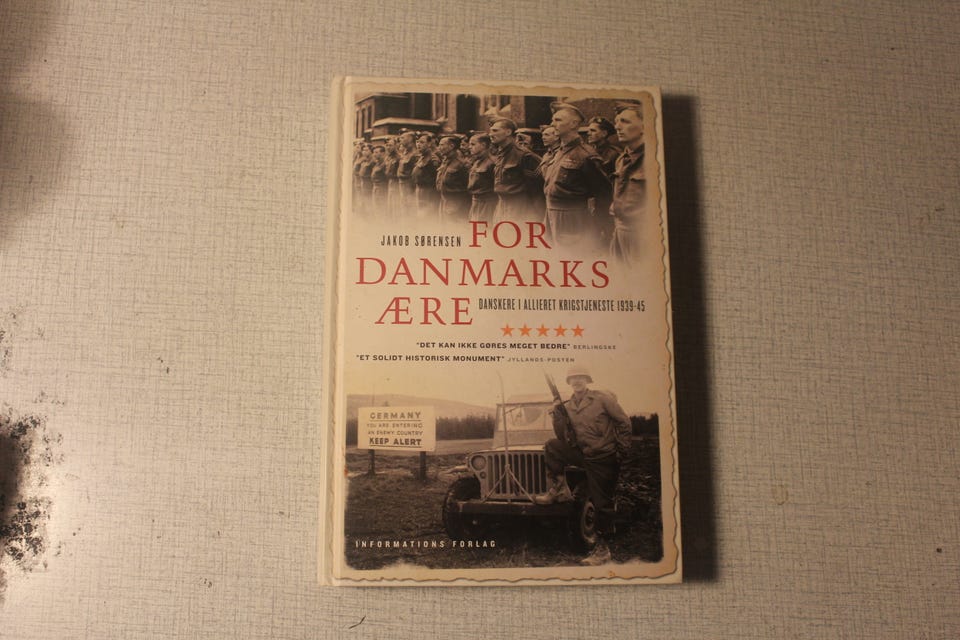 JAKOB SØRENSEN FOR
DANMARKS
ÆRE DANSKERE I ALLIERET KRIGSTJENESTE 1939-45
"DET KAN IKKE GØRES MEGET BEDRE" BERLINGSKE
"ET SOLIDT HISTORISK MONUMENT" JYLLANDS-POSTEN
GERMANY
YOU ARE ENTERING
AN ENEMY COUNTRY
KEEP ALERT
INFORMATIONS FORLAG